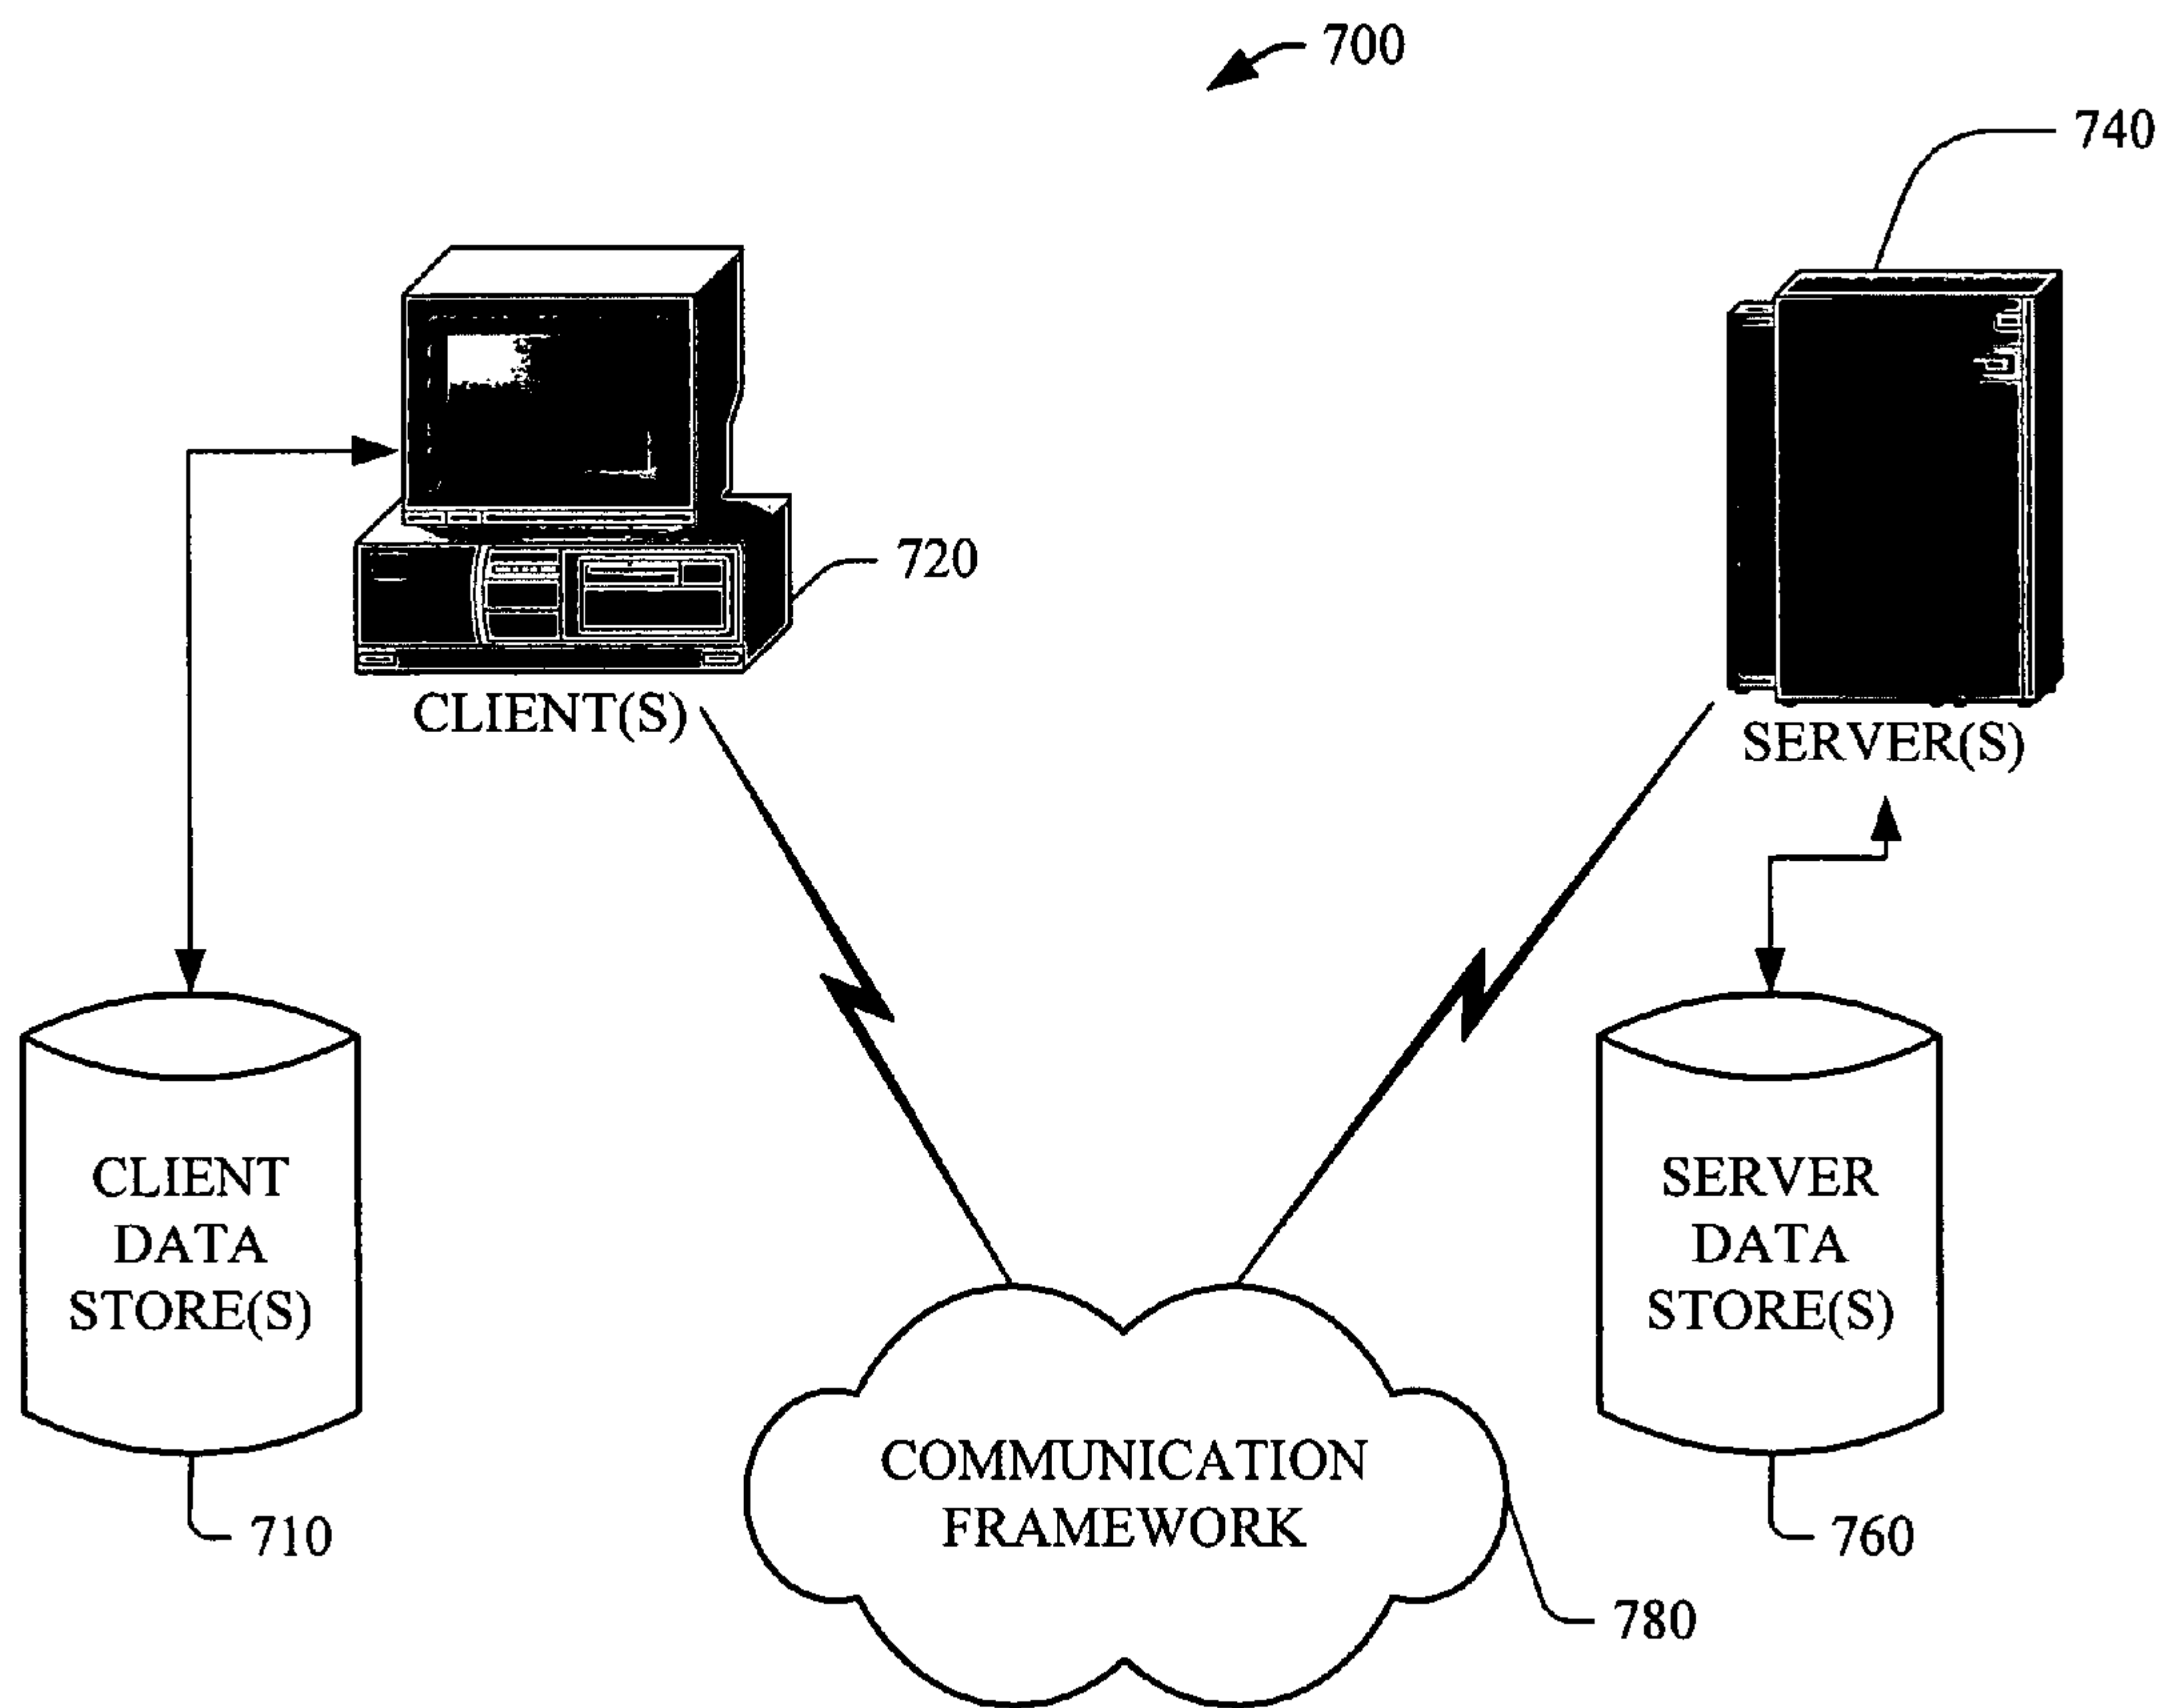 700
740
720
CLIENT(S)
SERVER(S)
CLIENT
DATA
STORE(S)
SERVER
DATA
STORE(S)
COMMUNICATION
FRAMEWORK
710
760
780